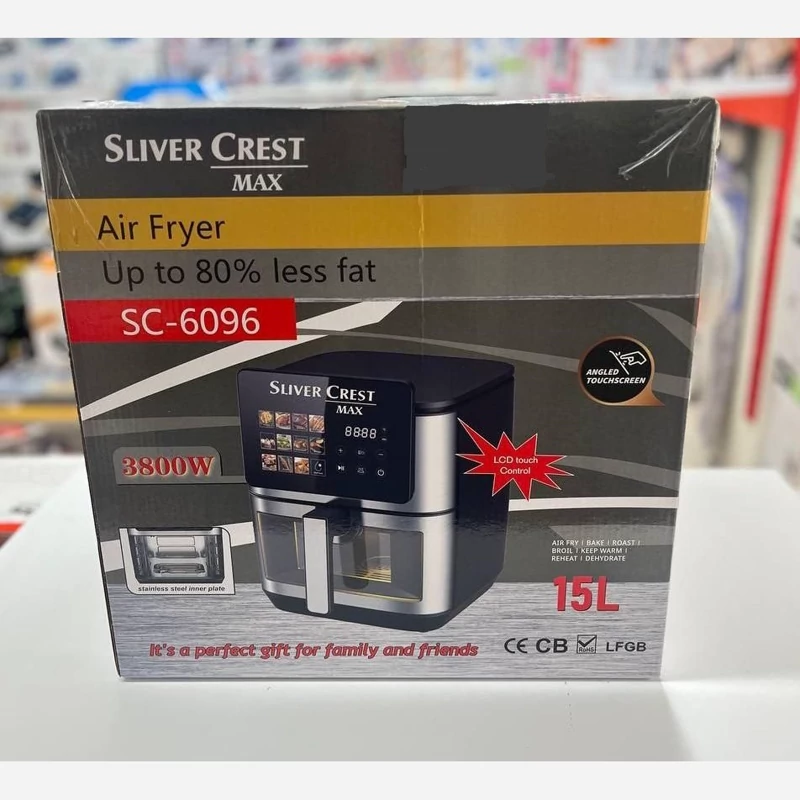 SLIVER CREST
MAX
Air Fryer
Up to 80% less fat
SC-6096
ANGLED
TOUCHSCREEN
SLIVER CREST
MAX
88:88
3800W
LCD touch
Control
stainless steel inner plate
AIR FRY | BAKE | ROAST |
BROIL | KEEP WARM |
REHEAT | DEHYDRATE
15L
It's a perfect gift for family and friends
CE CB RoHS LFGB